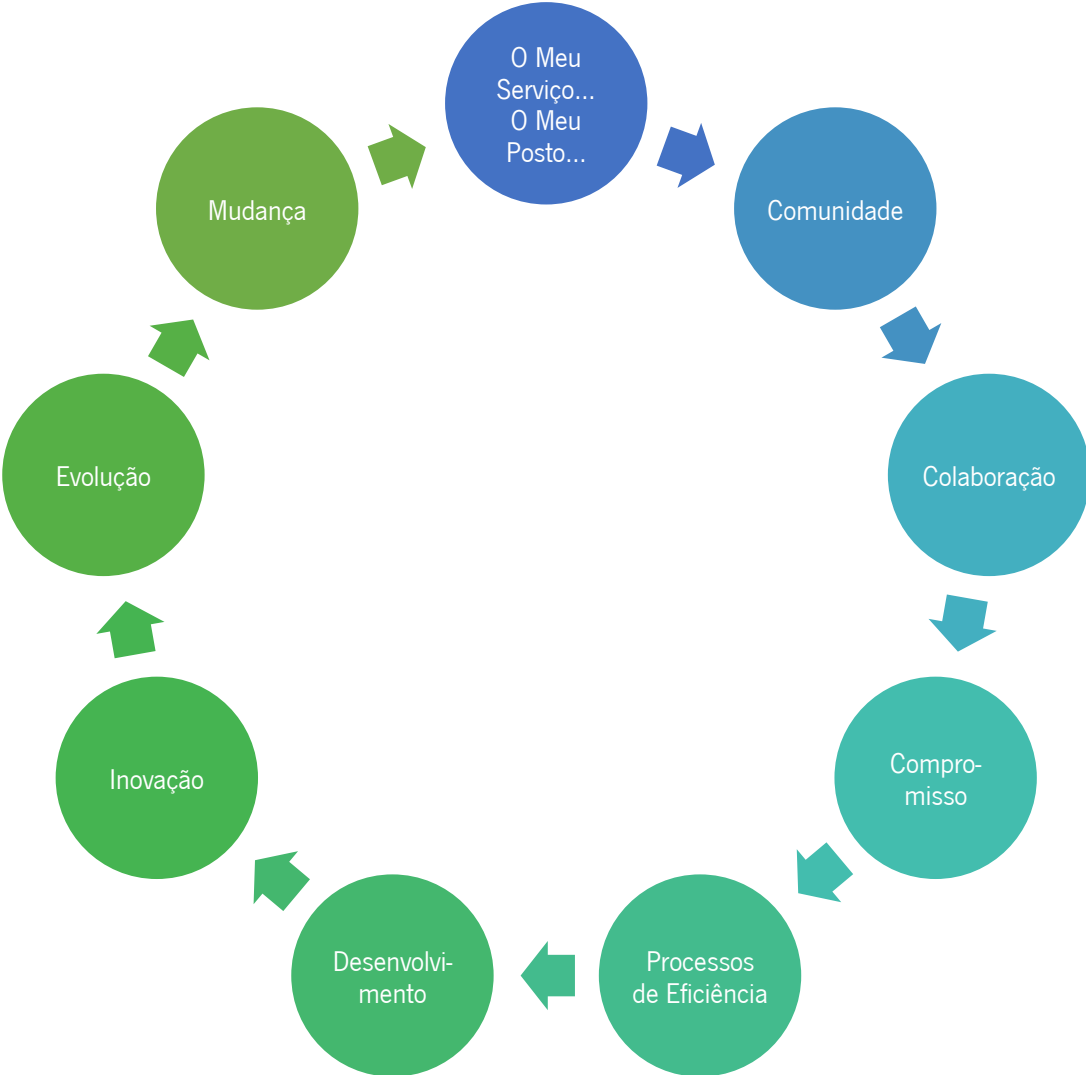 O Meu
Serviço...
O Meu
Posto...
Comunidade
Colaboração
Compro-
misso
Processos
de Eficiência
Desenvolvi-
mento
Inovação
Evolução
Mudança